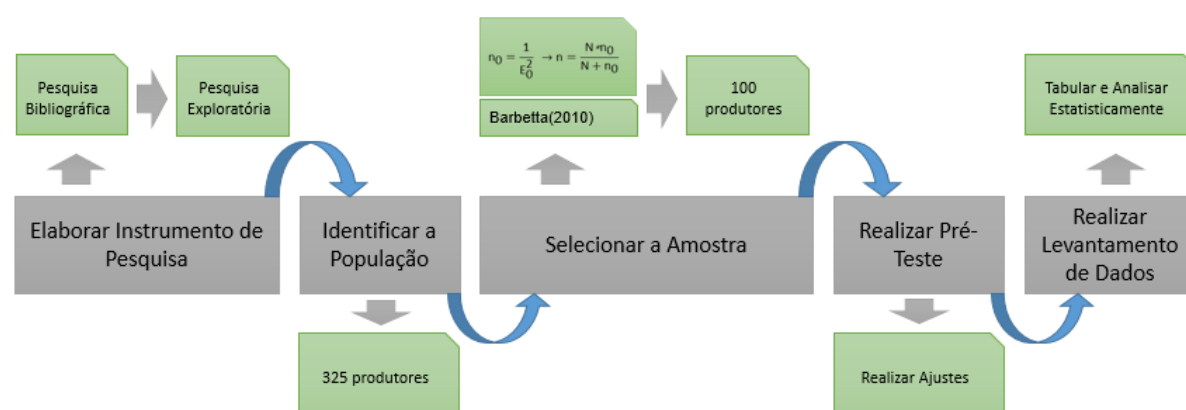 Pesquisa
Bibliográfica
Pesquisa
Exploratória
n₀ = 1/E₀² → n = N*n₀/(N + n₀)
Barbetta(2010)
100
produtores
Tabular e Analisar
Estatisticamente
Elaborar Instrumento de
Pesquisa
Identificar a
População
Selecionar a Amostra
Realizar Pré-
Teste
Realizar
Levantamento
de Dados
325 produtores
Realizar Ajustes